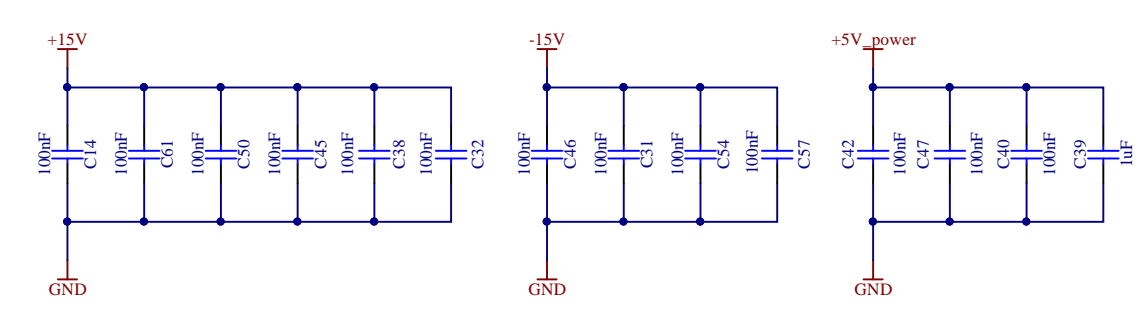 +15V
-15V
+5V_power
100nF
C14
100nF
C61
100nF
C50
100nF
C45
100nF
C38
100nF
C32
100nF
C46
100nF
C31
100nF
C54
100nF
C57
C42
100nF
C47
100nF
C40
100nF
C39
1uF
GND
GND
GND